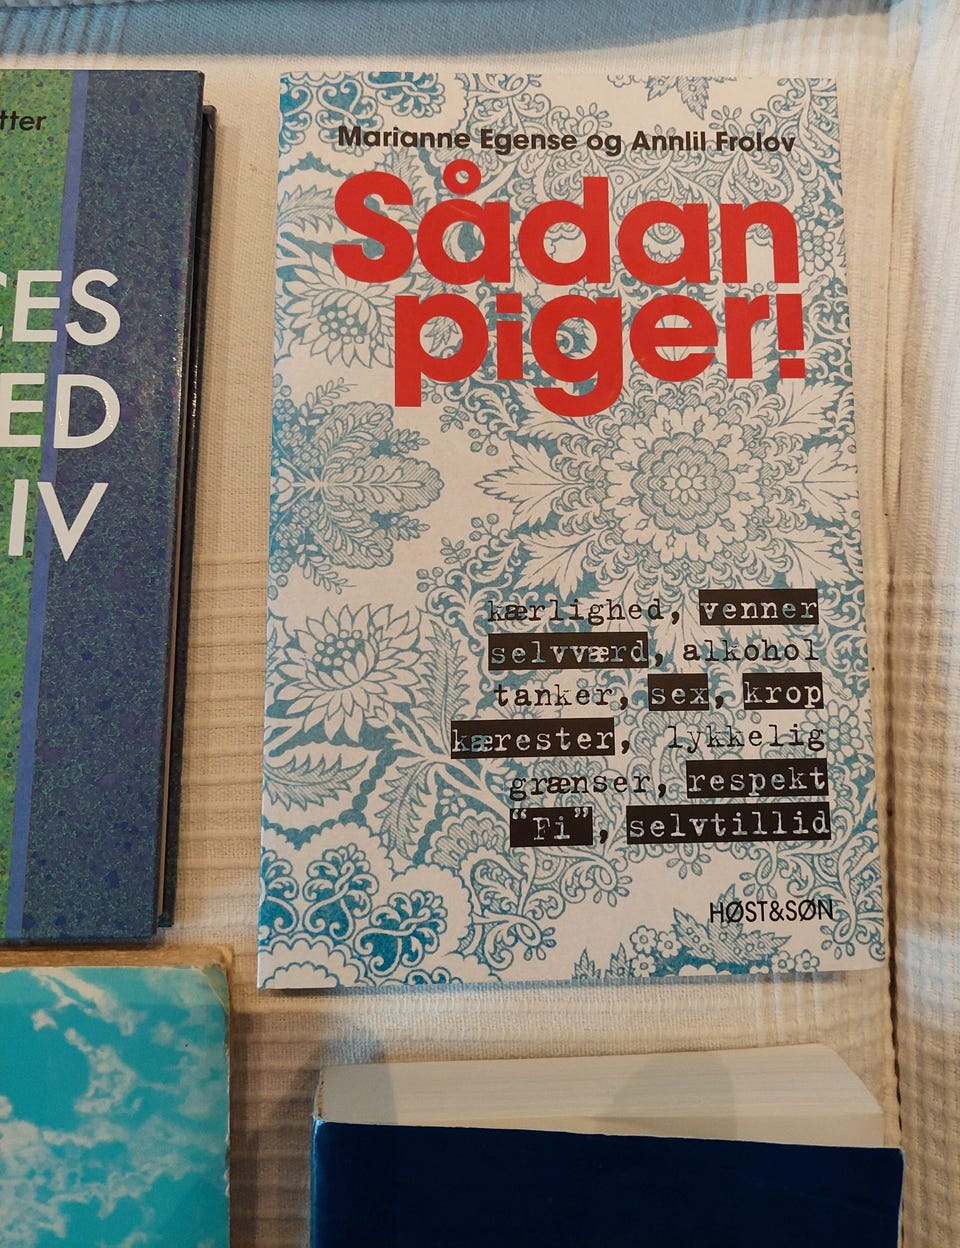 tter
CES
ED
IV
Marianne Egense og Annlil Frolov
Sådan
piger!
kærlighed, venner
selvværd, alkohol
tanker, sex, krop
kærester, lykkelig
grænser, respekt
"Fi", selvtillid
HØST&SØN